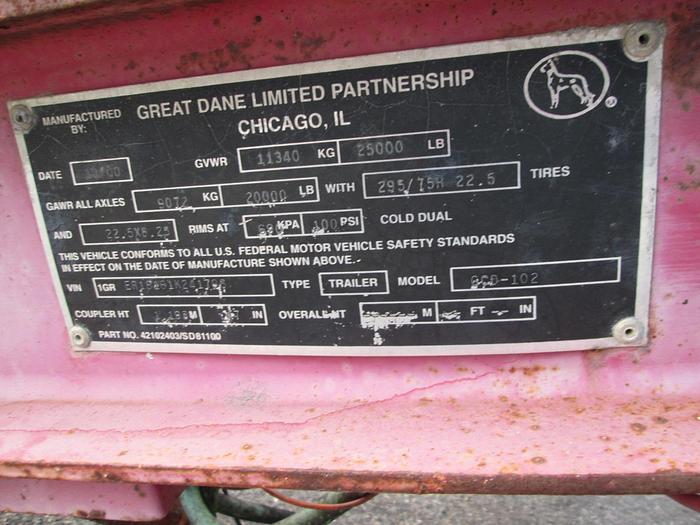 MANUFACTURED BY: GREAT DANE LIMITED PARTNERSHIP
CHICAGO, IL
DATE GVWR 11340 KG 25000 LB
GAWR ALL AXLES 9072 KG 20000 LB WITH 295/75R 22.5 TIRES
AND 22.5X8.25 RIMS AT KPA 100 PSI COLD DUAL
THIS VEHICLE CONFORMS TO ALL U.S. FEDERAL MOTOR VEHICLE SAFETY STANDARDS
IN EFFECT ON THE DATE OF MANUFACTURE SHOWN ABOVE.
VIN 1GR TYPE TRAILER MODEL
COUPLER HT M IN OVERALL HT M FT IN
PART NO. 42102403/SD81100